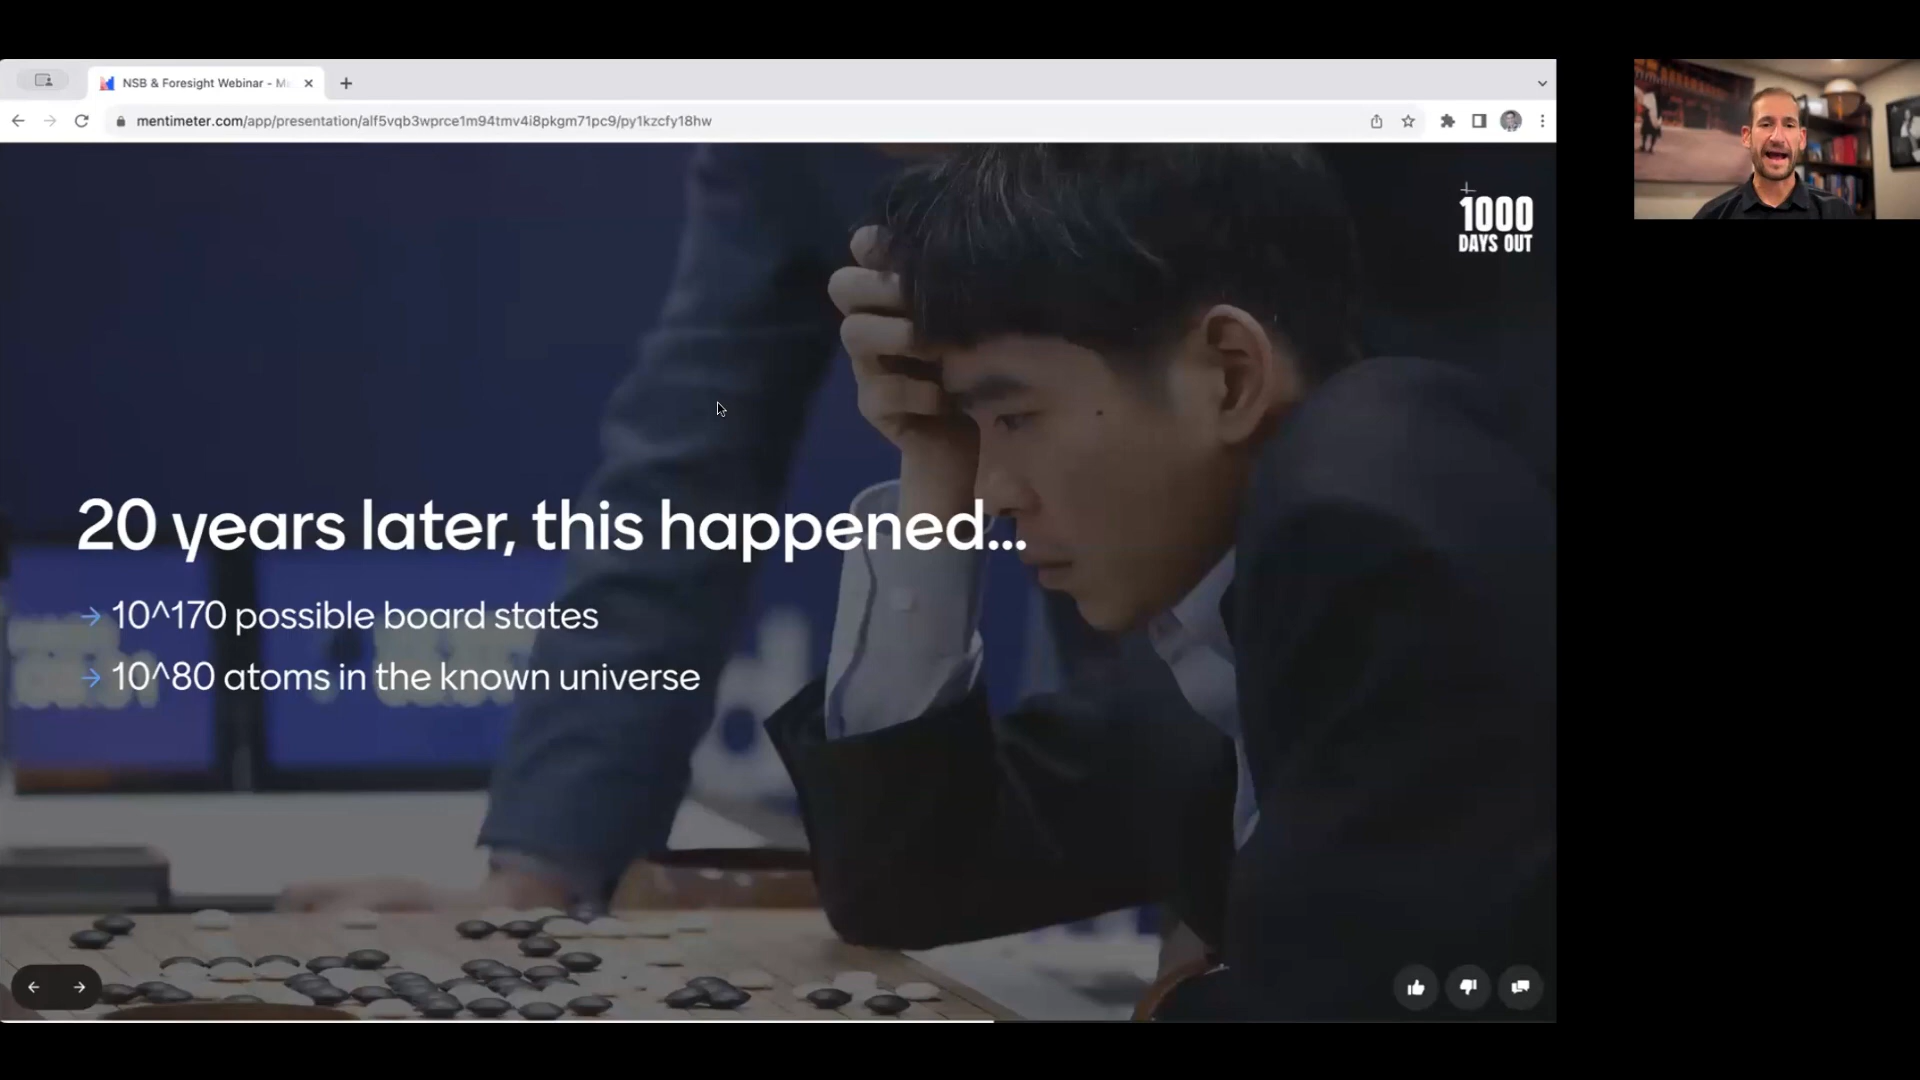 NSB & Foresight Webinar - M
mentimeter.com/app/presentation/alf5vqb3wprce1m94tmv4i8pkgm71pc9/py1kzcfy18hw
1000
DAYS OUT
20 years later, this happened...
→ 10^170 possible board states
→ 10^80 atoms in the known universe